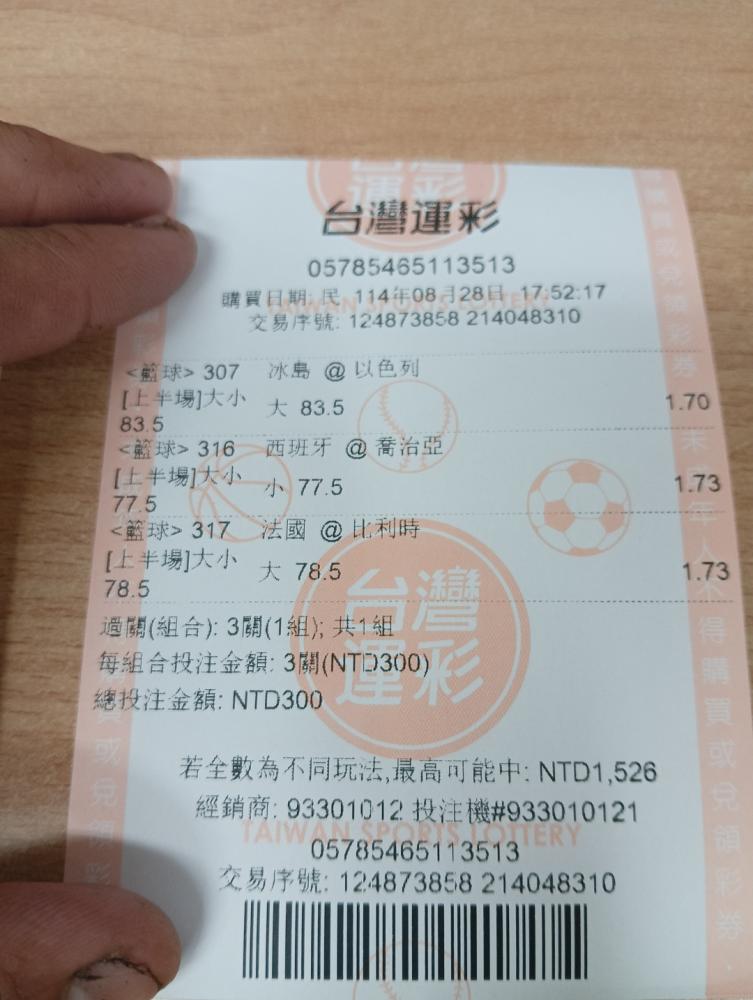 台灣運彩
05785465113513
購買日期: 民 114年08月28日 17:52:17
交易序號: 124873858 214048310
<籃球> 307 冰島 @ 以色列
[上半場]大小 83.5 大 83.5 1.70
<籃球> 316 西班牙 @ 喬治亞
[上半場]大小 77.5 小 77.5 1.73
<籃球> 317 法國 @ 比利時
[上半場]大小 78.5 大 78.5 1.73
過關(組合): 3關(1組); 共1組
每組合投注金額: 3關(NTD300)
總投注金額: NTD300
台灣運彩
若全數為不同玩法,最高可能中: NTD1,526
經銷商: 93301012 投注機#933010121
TAIWAN SPORTS LOTTERY
05785465113513
交易序號: 124873858 214048310